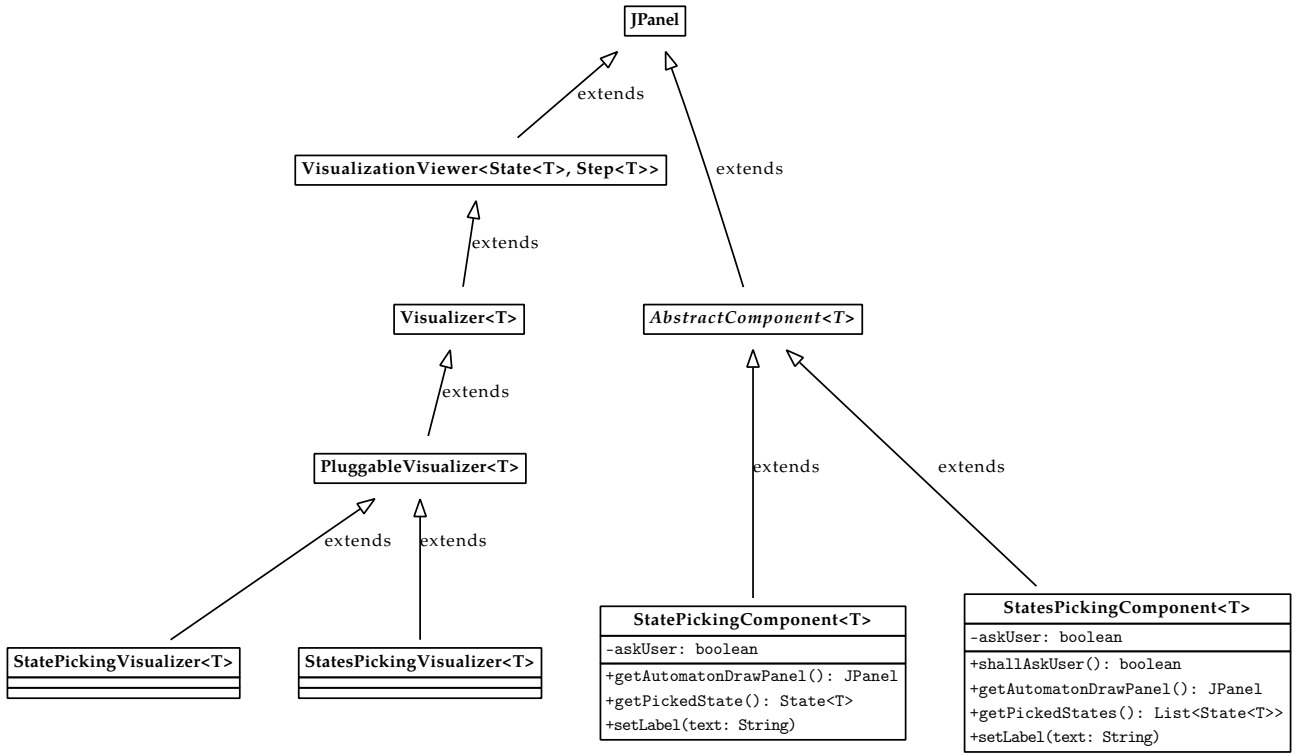 JPanel
extends
VisualizationViewer<State<T>, Step<T>>
extends
extends
Visualizer<T>
AbstractComponent<T>
extends
PluggableVisualizer<T>
extends
extends
extends
extends
StatePickingVisualizer<T>
StatesPickingVisualizer<T>
StatePickingComponent<T>
-askUser: boolean
+getAutomatonDrawPanel(): JPanel
+getPickedState(): State<T>
+setLabel(text: String)
StatesPickingComponent<T>
-askUser: boolean
+shallAskUser(): boolean
+getAutomatonDrawPanel(): JPanel
+getPickedStates(): List<State<T>>
+setLabel(text: String)